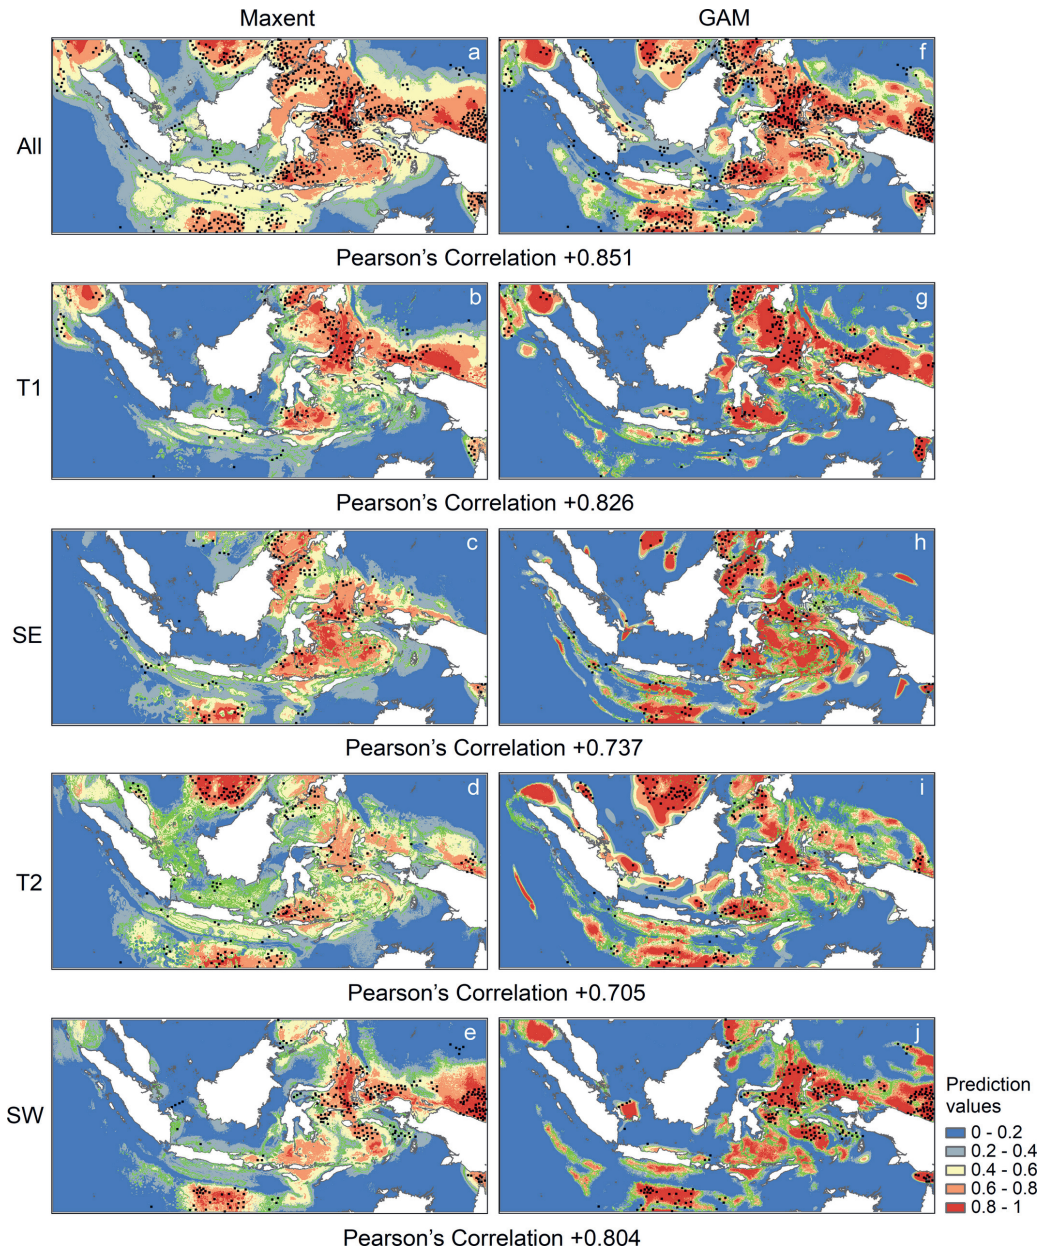 Maxent
GAM
a
f
All
Pearson's Correlation +0.851
b
g
T1
Pearson's Correlation +0.826
c
h
SE
Pearson's Correlation +0.737
d
i
T2
Pearson's Correlation +0.705
e
j
SW
Prediction
values
0 - 0.2
0.2 - 0.4
0.4 - 0.6
0.6 - 0.8
0.8 - 1
Pearson's Correlation +0.804